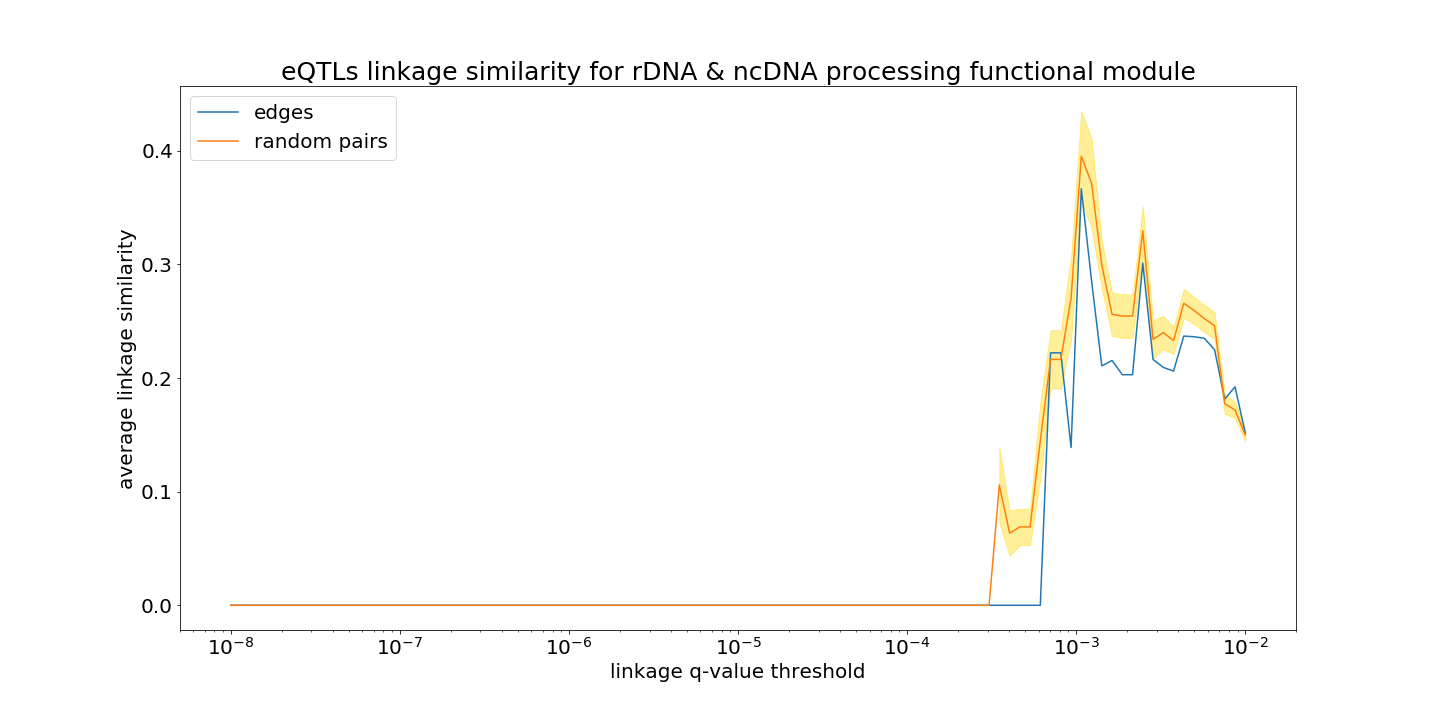 eQTLs linkage similarity for rDNA & ncDNA processing functional module
edges
random pairs
average linkage similarity
0.4
0.3
0.2
0.1
0.0
10⁻⁸ 10⁻⁷ 10⁻⁶ 10⁻⁵ 10⁻⁴ 10⁻³ 10⁻²
linkage q-value threshold